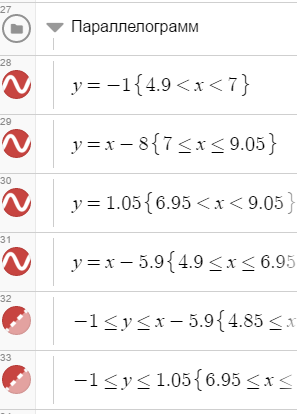 27
Параллелограмм
28
y = −1{4.9 < x < 7}
29
y = x − 8{7 ≤ x ≤ 9.05}
30
y = 1.05{6.95 < x < 9.05}
31
y = x − 5.9{4.9 ≤ x ≤ 6.95
32
−1 ≤ y ≤ x − 5.9{4.85 ≤ x
33
−1 ≤ y ≤ 1.05{6.95 ≤ x ≤